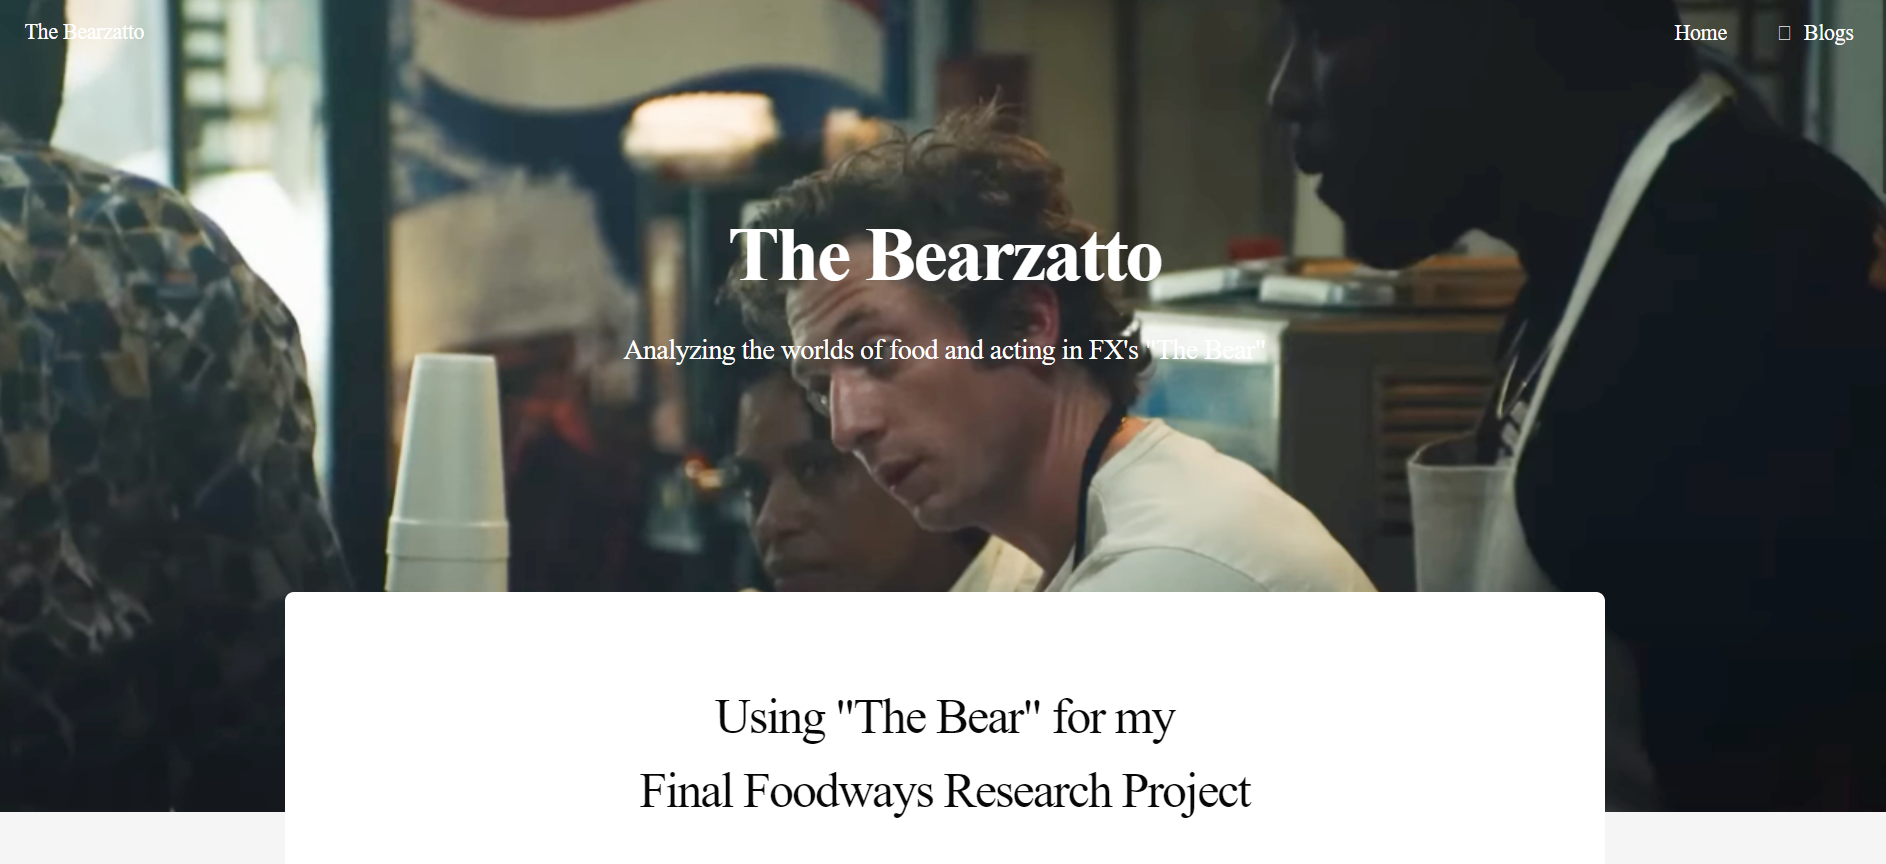 The Bearzatto
Home Blogs
The Bearzatto
Analyzing the worlds of food and acting in FX's "The Bear"
Using "The Bear" for my
Final Foodways Research Project